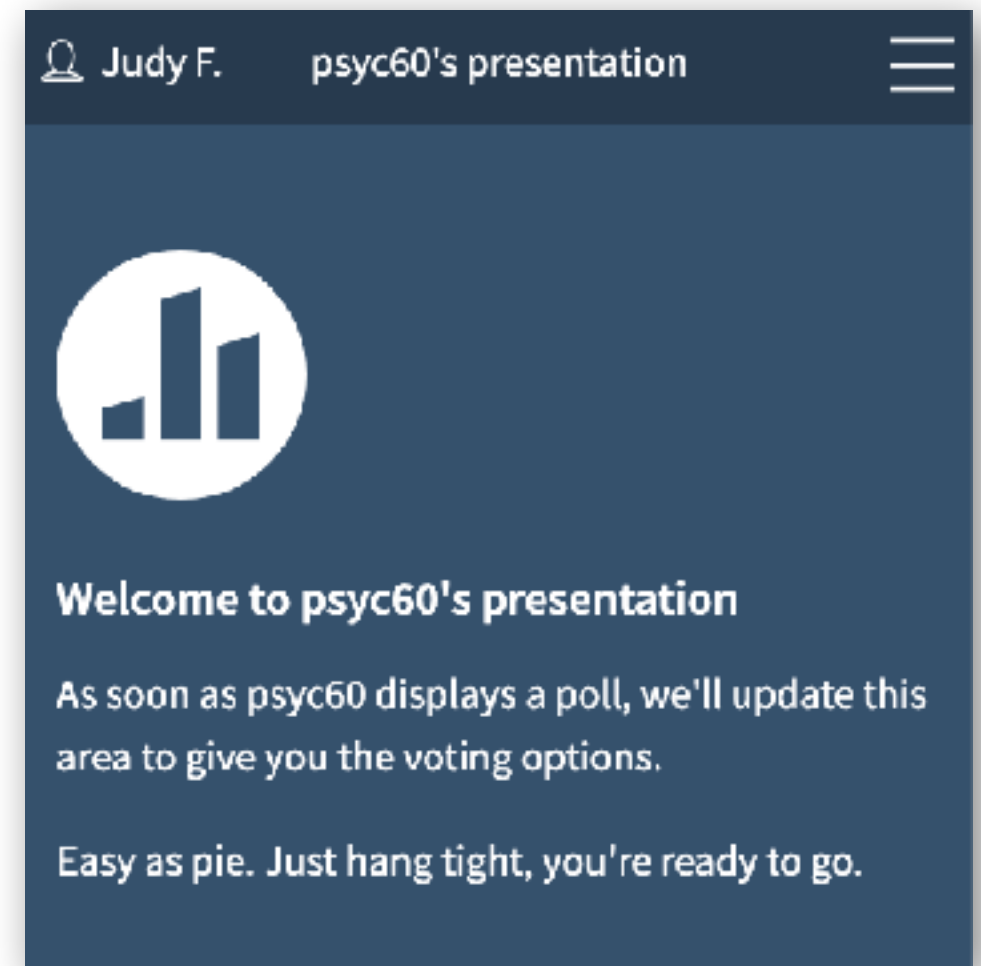 Judy F. psyc60's presentation
Welcome to psyc60's presentation
As soon as psyc60 displays a poll, we'll update this
area to give you the voting options.
Easy as pie. Just hang tight, you're ready to go.